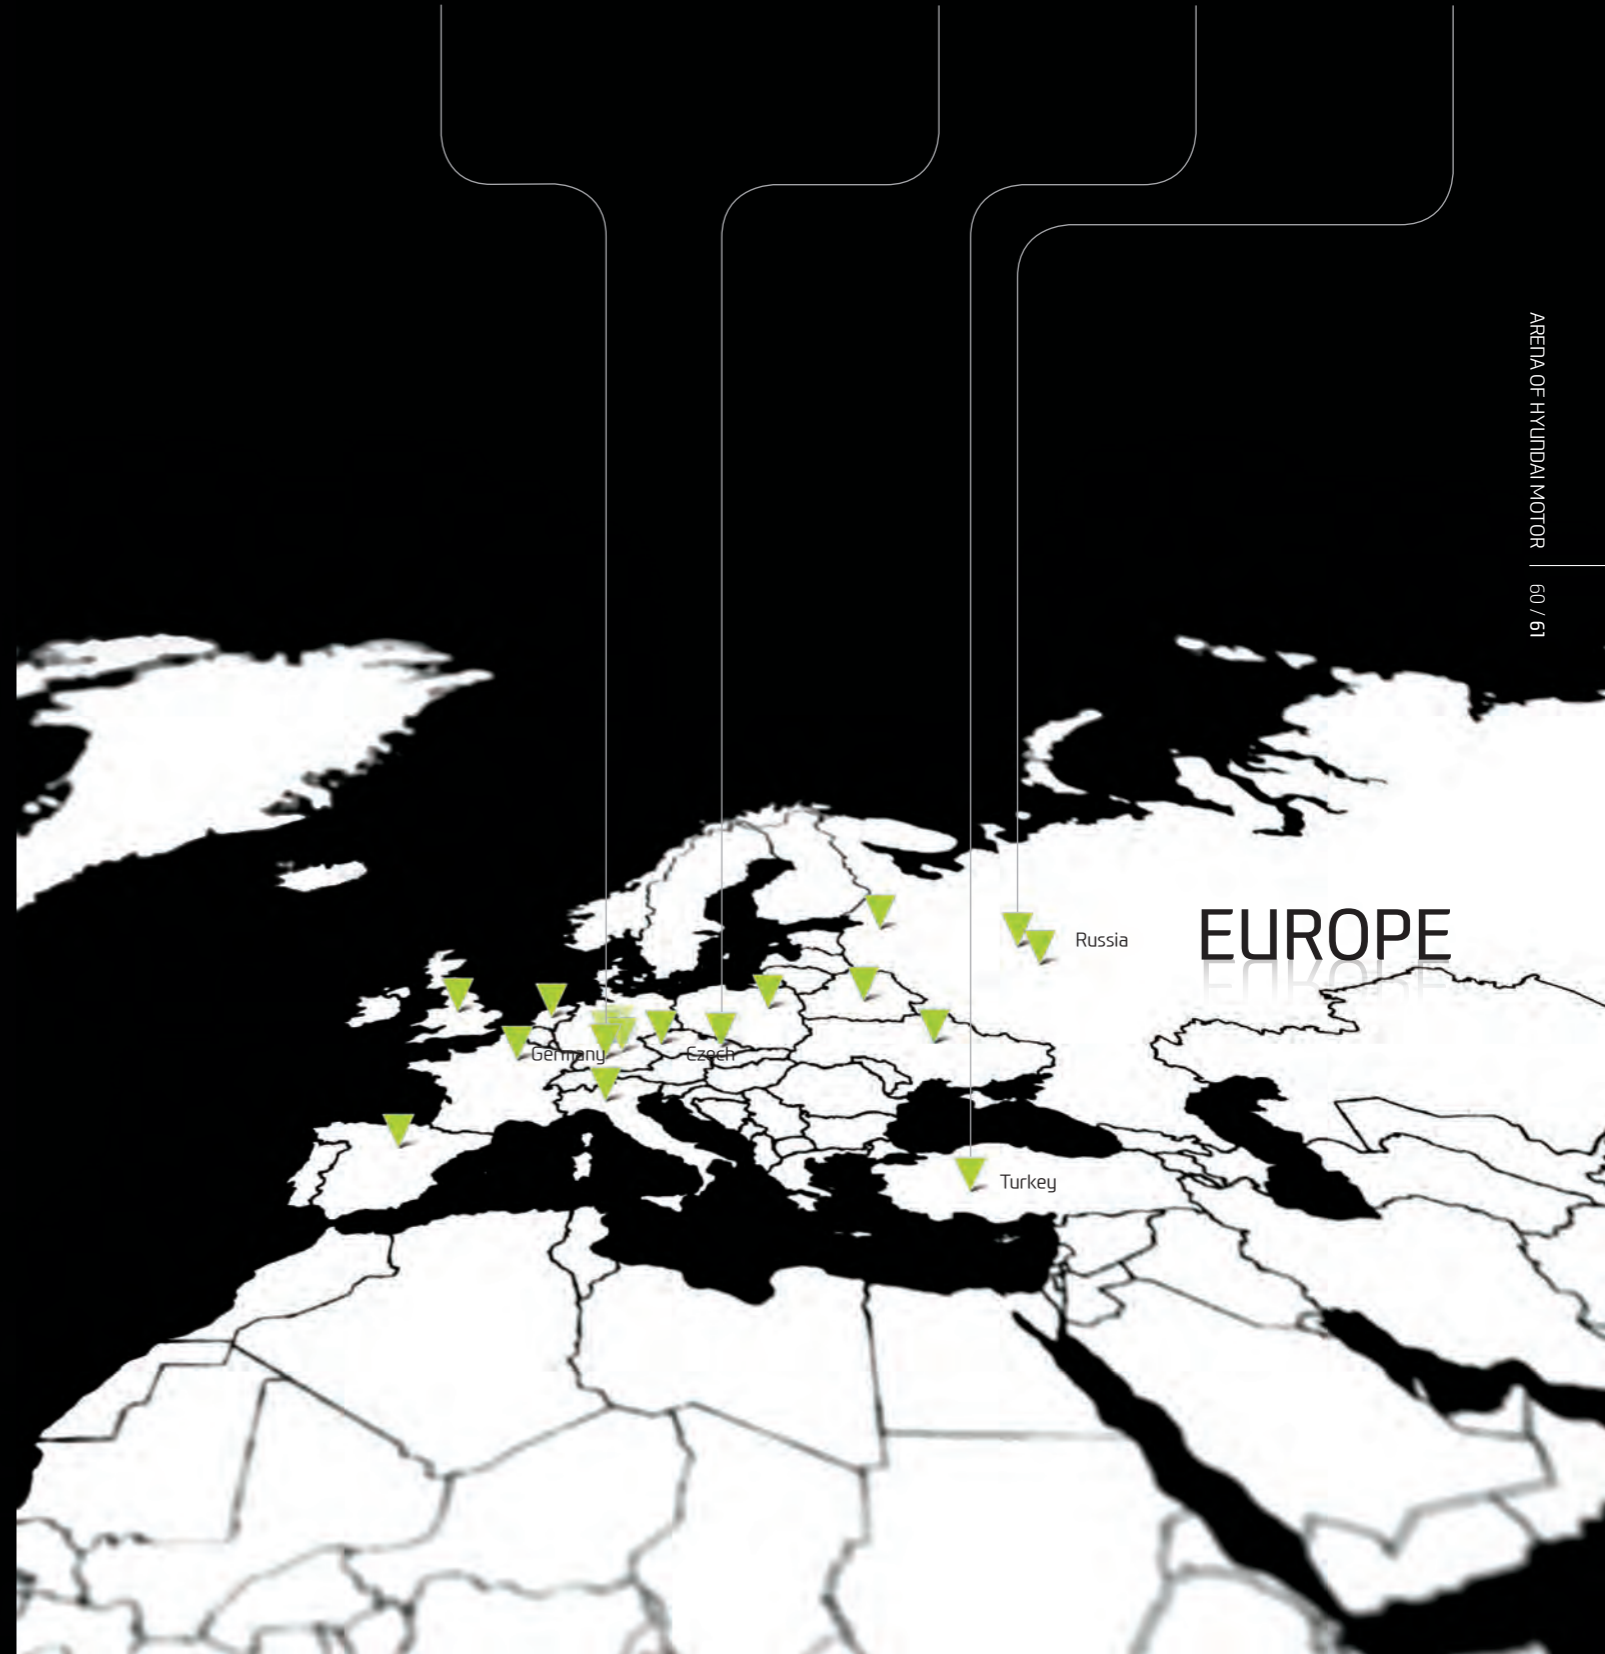 ARENA OF HYUNDAI MOTOR
60 / 61
Russia
EUROPE
Germany
Czech
Turkey